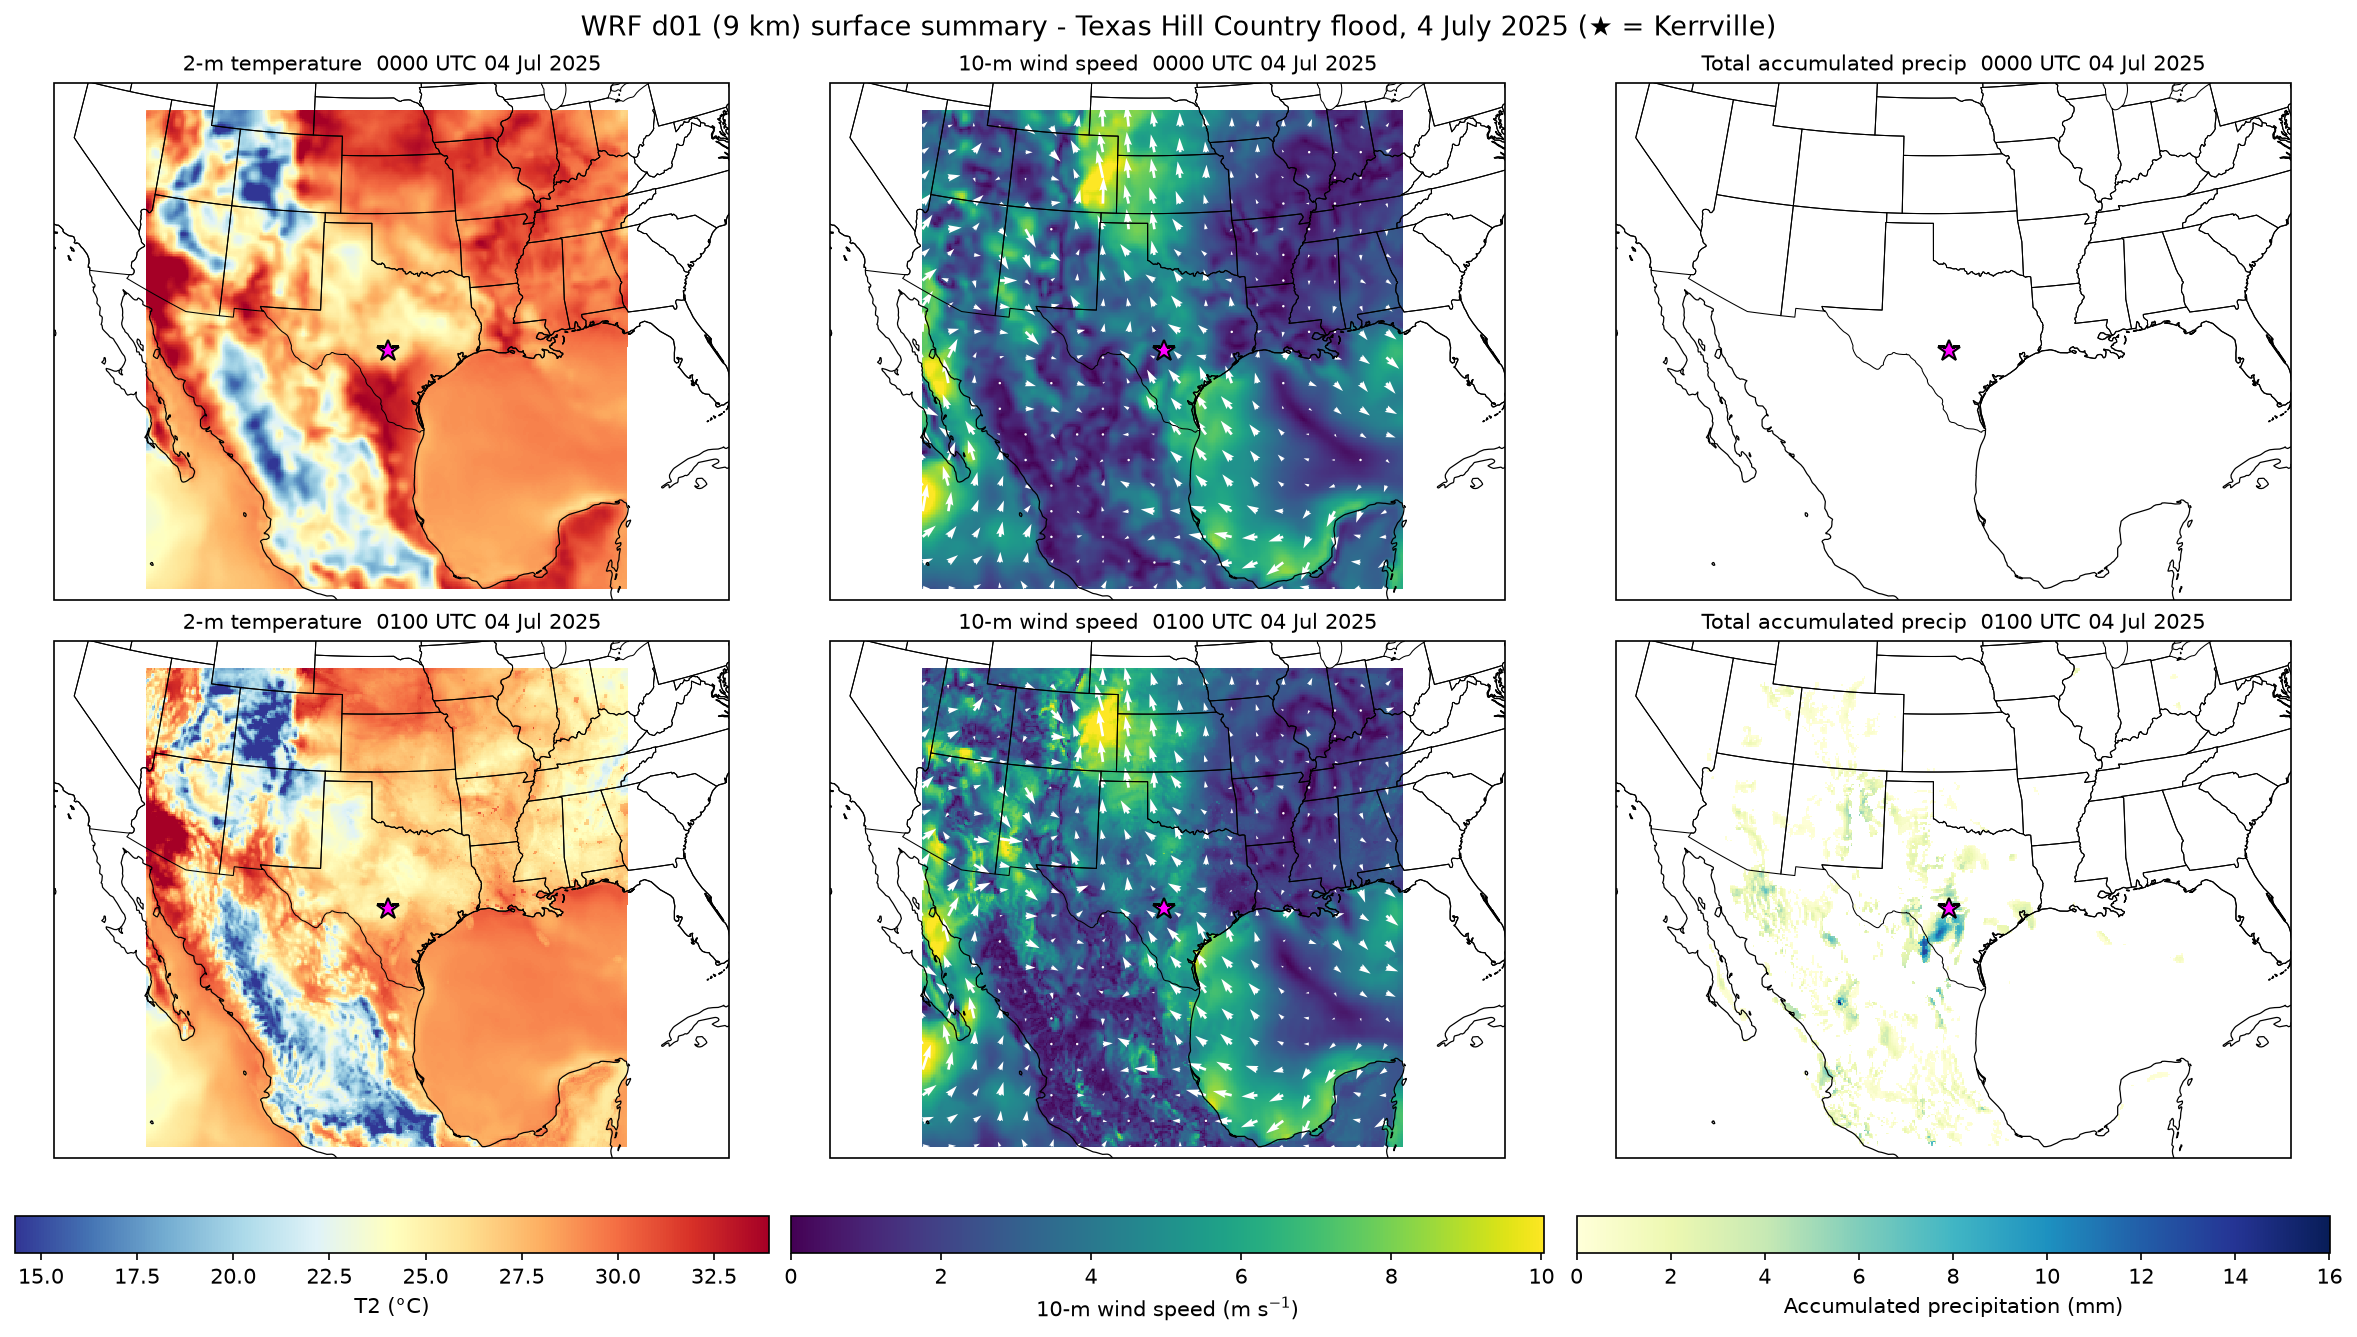 WRF d01 (9 km) surface summary - Texas Hill Country flood, 4 July 2025 (★ = Kerrville)
2-m temperature  0000 UTC 04 Jul 2025
10-m wind speed  0000 UTC 04 Jul 2025
Total accumulated precip  0000 UTC 04 Jul 2025
2-m temperature  0100 UTC 04 Jul 2025
10-m wind speed  0100 UTC 04 Jul 2025
Total accumulated precip  0100 UTC 04 Jul 2025
15.0 17.5 20.0 22.5 25.0 27.5 30.0 32.5
T2 (°C)
0 2 4 6 8 10
10-m wind speed (m s⁻¹)
0 2 4 6 8 10 12 14 16
Accumulated precipitation (mm)